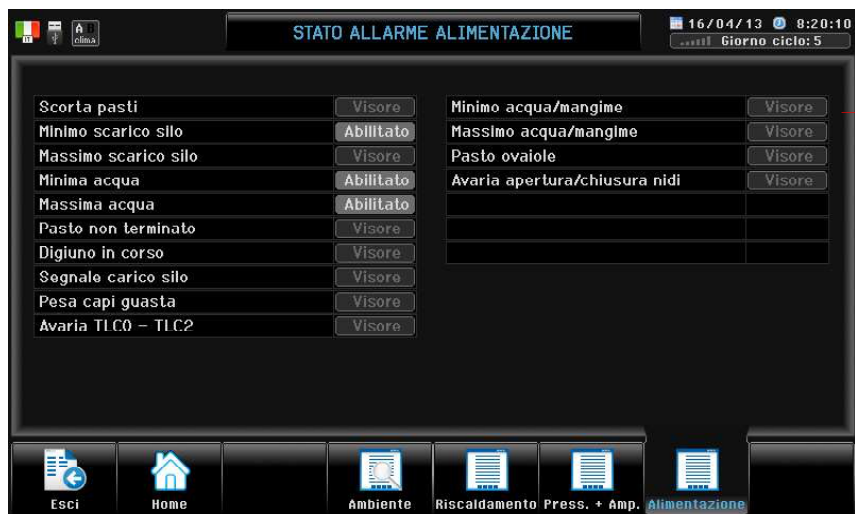 IT
A B
clima
STATO ALLARME ALIMENTAZIONE
16/04/13 8:20:10
Giorno ciclo: 5
Scorta pasti Visore
Minimo scarico silo Abilitato
Massimo scarico silo Visore
Minima acqua Abilitato
Massima acqua Abilitato
Pasto non terminato Visore
Digiuno in corso Visore
Segnale carico silo Visore
Pesa capi guasta Visore
Avaria TLC0 - TLC2 Visore
Minimo acqua/mangime Visore
Massimo acqua/mangime Visore
Pasto ovaiole Visore
Avaria apertura/chiusura nidi Visore
Esci
Home
Ambiente
Riscaldamento
Press. + Amp.
Alimentazione